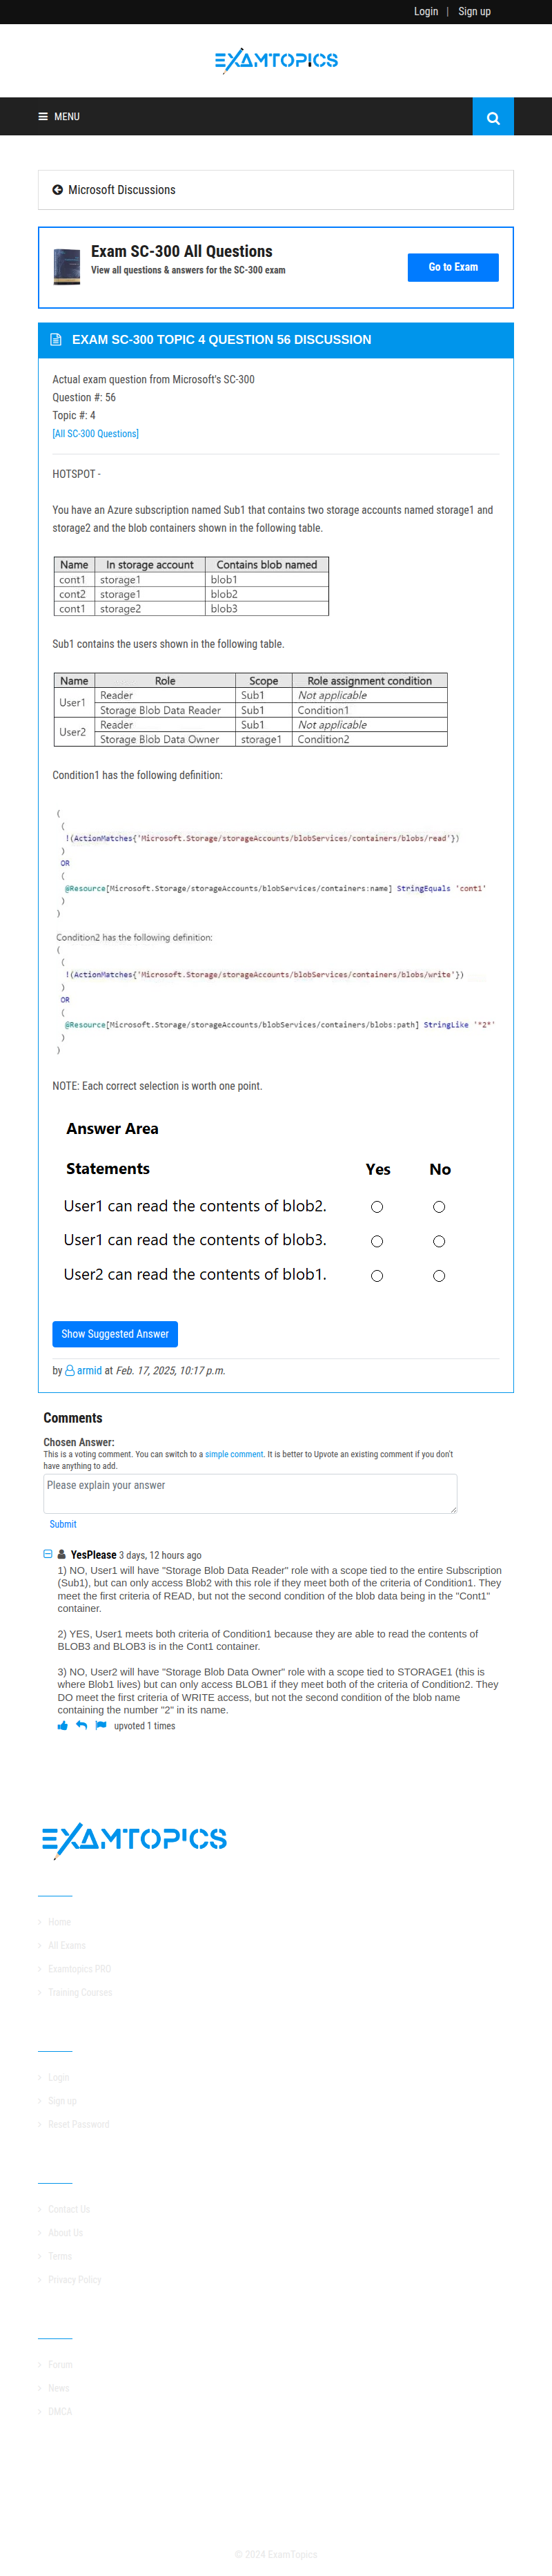 Login | Sign up
EXAMTOPICS
MENU
Microsoft Discussions
Exam SC-300 All Questions
View all questions & answers for the SC-300 exam
Go to Exam
EXAM SC-300 TOPIC 4 QUESTION 56 DISCUSSION
Actual exam question from Microsoft's SC-300
Question #: 56
Topic #: 4
[All SC-300 Questions]
HOTSPOT -
You have an Azure subscription named Sub1 that contains two storage accounts named storage1 and
storage2 and the blob containers shown in the following table.
Name In storage account Contains blob named
cont1 storage1 blob1
cont2 storage1 blob2
cont1 storage2 blob3
Sub1 contains the users shown in the following table.
Name Role Scope Role assignment condition
User1 Reader Sub1 Not applicable
Storage Blob Data Reader Sub1 Condition1
User2 Reader Sub1 Not applicable
Storage Blob Data Owner storage1 Condition2
Condition1 has the following definition:
(
(
!(ActionMatches{'Microsoft.Storage/storageAccounts/blobServices/containers/blobs/read'})
)
OR
(
@Resource[Microsoft.Storage/storageAccounts/blobServices/containers:name] StringEquals 'cont1'
)
)
Condition2 has the following definition:
(
(
!(ActionMatches{'Microsoft.Storage/storageAccounts/blobServices/containers/blobs/write'})
)
OR
(
@Resource[Microsoft.Storage/storageAccounts/blobServices/containers/blobs:path] StringLike '*2*'
)
)
NOTE: Each correct selection is worth one point.
Answer Area
Statements Yes No
User1 can read the contents of blob2.
User1 can read the contents of blob3.
User2 can read the contents of blob1.
Show Suggested Answer
by armid at Feb. 17, 2025, 10:17 p.m.
Comments
Chosen Answer:
This is a voting comment. You can switch to a simple comment. It is better to Upvote an existing comment if you don't
have anything to add.
Please explain your answer
Submit
YesPlease 3 days, 12 hours ago
1) NO, User1 will have "Storage Blob Data Reader" role with a scope tied to the entire Subscription
(Sub1), but can only access Blob2 with this role if they meet both of the criteria of Condition1. They
meet the first criteria of READ, but not the second condition of the blob data being in the "Cont1"
container.
2) YES, User1 meets both criteria of Condition1 because they are able to read the contents of
BLOB3 and BLOB3 is in the Cont1 container.
3) NO, User2 will have "Storage Blob Data Owner" role with a scope tied to STORAGE1 (this is
where Blob1 lives) but can only access BLOB1 if they meet both of the criteria of Condition2. They
DO meet the first criteria of WRITE access, but not the second condition of the blob name
containing the number "2" in its name.
upvoted 1 times
EXAMTOPICS
Home
All Exams
Examtopics PRO
Training Courses
Login
Sign up
Reset Password
Contact Us
About Us
Terms
Privacy Policy
Forum
News
DMCA
© 2024 ExamTopics